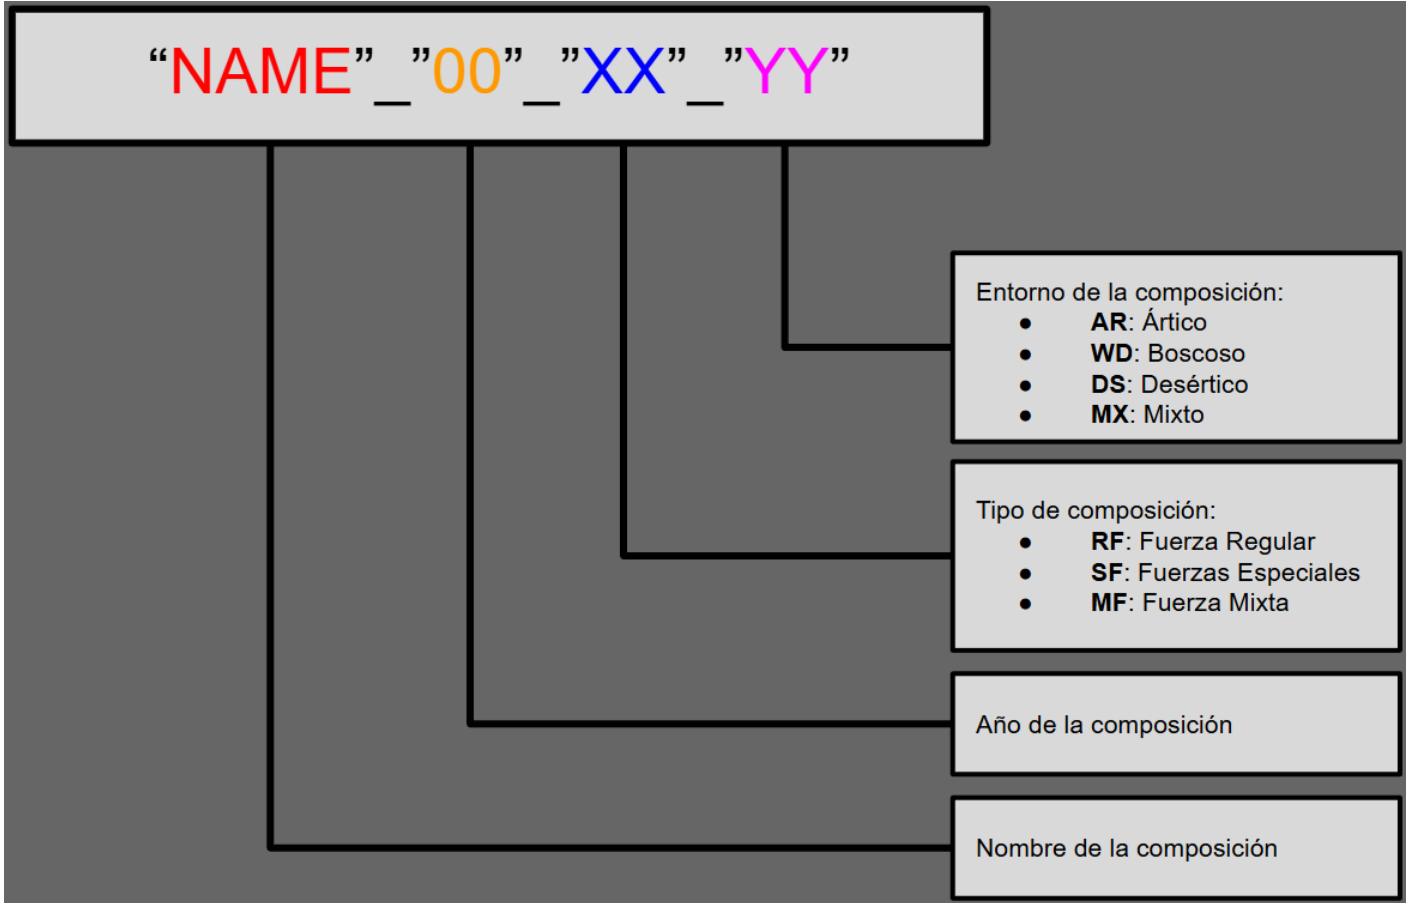 “NAME”_”00”_”XX”_”YY”
Entorno de la composición:
● AR: Ártico
● WD: Boscoso
● DS: Desértico
● MX: Mixto
Tipo de composición:
● RF: Fuerza Regular
● SF: Fuerzas Especiales
● MF: Fuerza Mixta
Año de la composición
Nombre de la composición